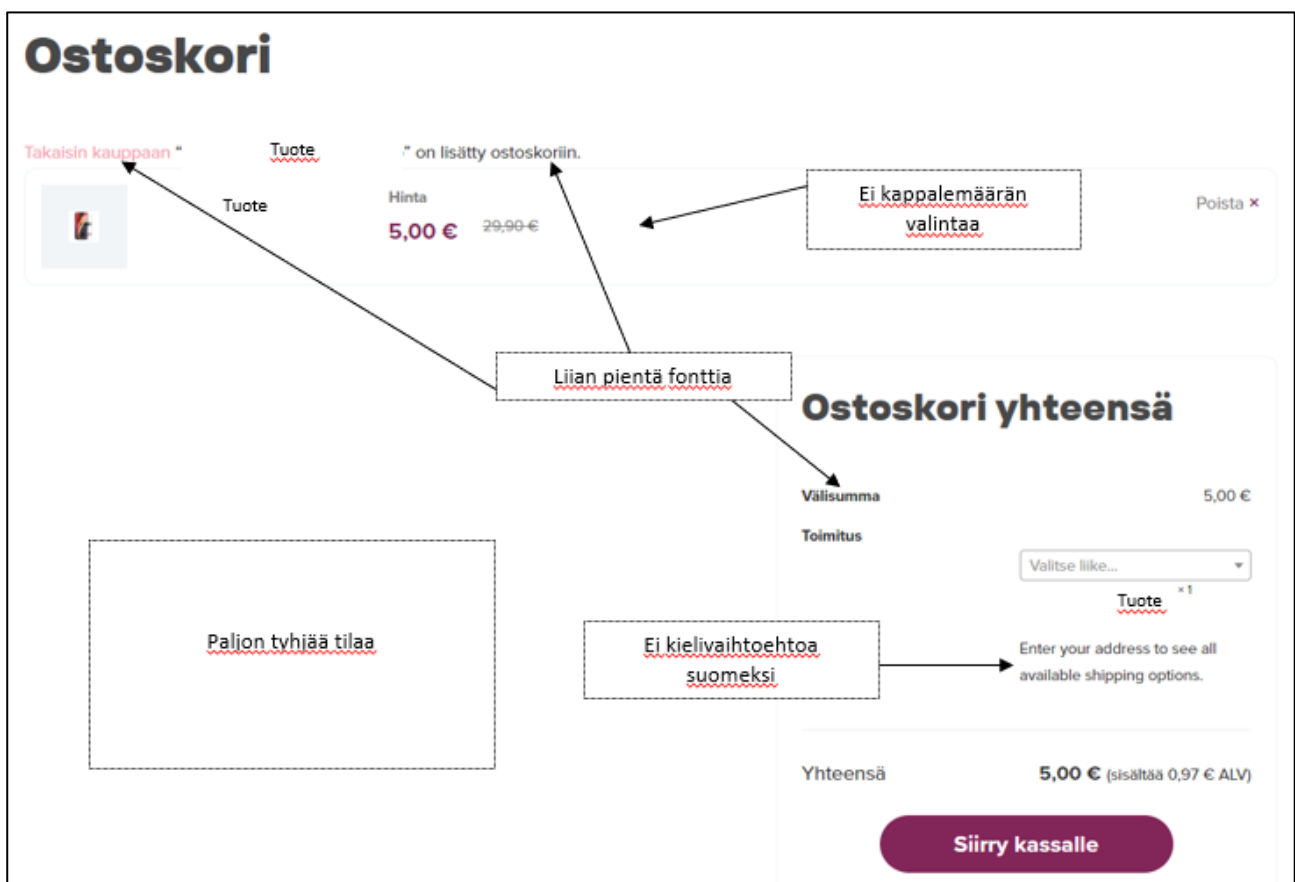 Ostoskori
Takaisin kauppaan “ Tuote ” on lisätty ostoskoriin.
Tuote
Hinta
5,00 € 29,90 €
Ei kappalemäärän
valintaa
Poista ×
Liian pientä fonttia
Ostoskori yhteensä
Välisumma 5,00 €
Toimitus
Valitse liike...
Tuote × 1
Paljon tyhjää tilaa
Ei kielivaihtoehtoa
suomeksi
Enter your address to see all
available shipping options.
Yhteensä 5,00 € (sisältää 0,97 € ALV)
Siirry kassalle